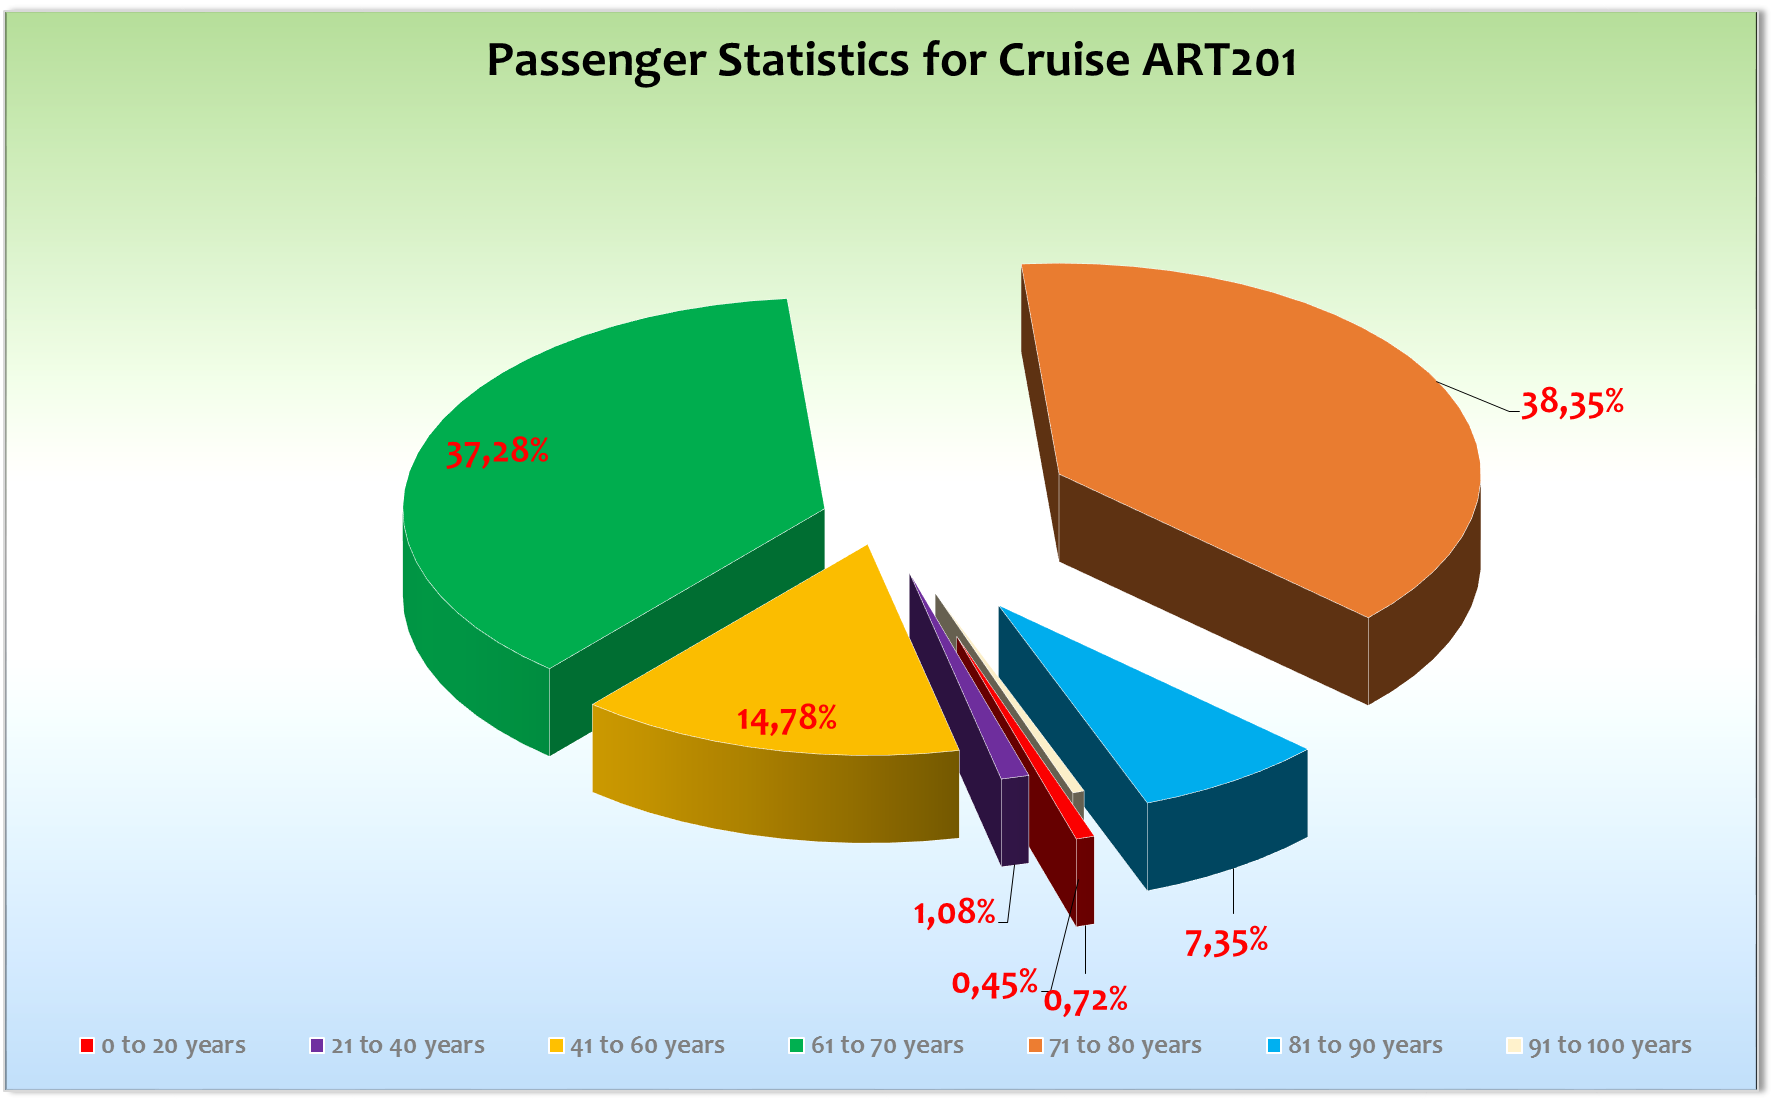 Passenger Statistics for Cruise ART201
38,35%
37,28%
14,78%
1,08%
7,35%
0,45%
0,72%
0 to 20 years
21 to 40 years
41 to 60 years
61 to 70 years
71 to 80 years
81 to 90 years
91 to 100 years